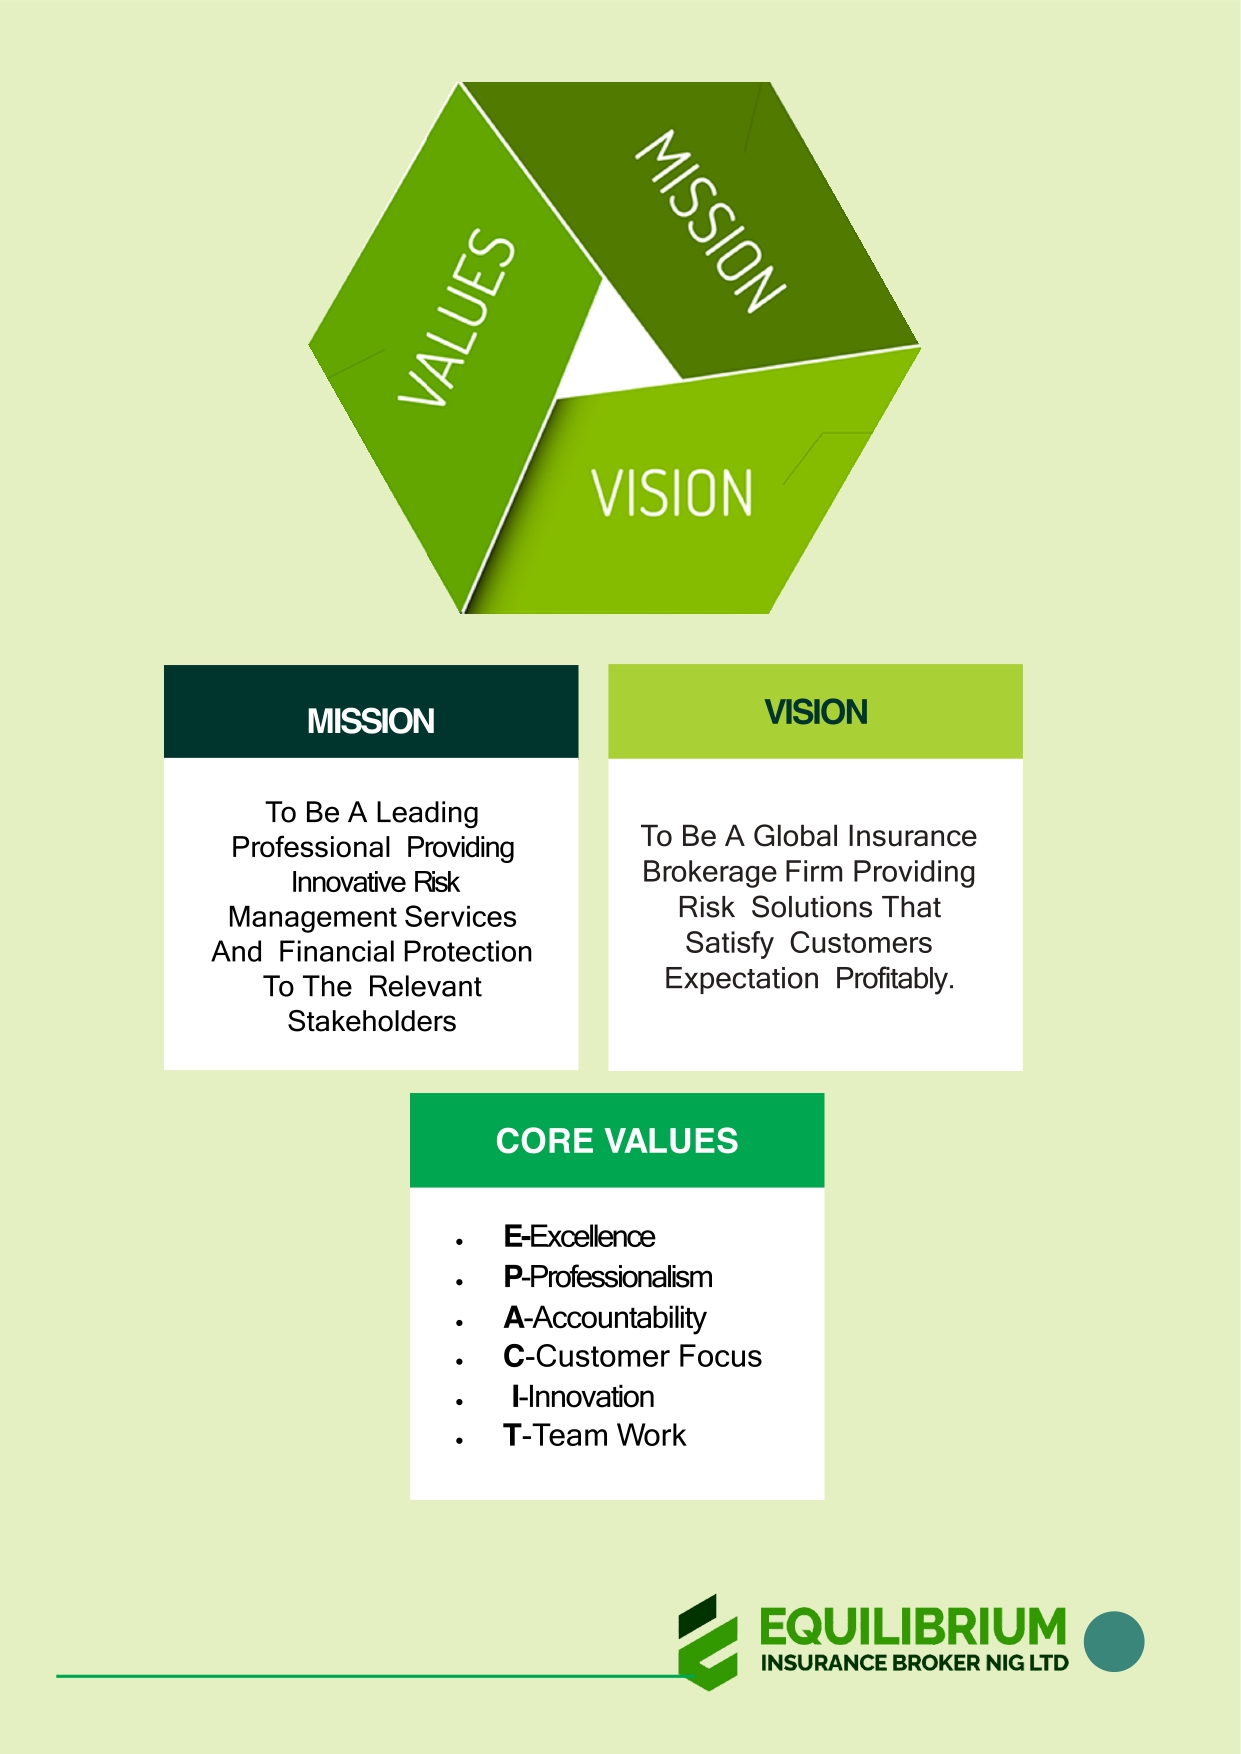 MISSION
VALUES
VISION
MISSION
To Be A Leading
Professional Providing
Innovative Risk
Management Services
And Financial Protection
To The Relevant
Stakeholders
VISION
To Be A Global Insurance
Brokerage Firm Providing
Risk Solutions That
Satisfy Customers
Expectation Profitably.
CORE VALUES
• E-Excellence
• P-Professionalism
• A-Accountability
• C-Customer Focus
• I-Innovation
• T-Team Work
EQUILIBRIUM
INSURANCE BROKER NIG LTD